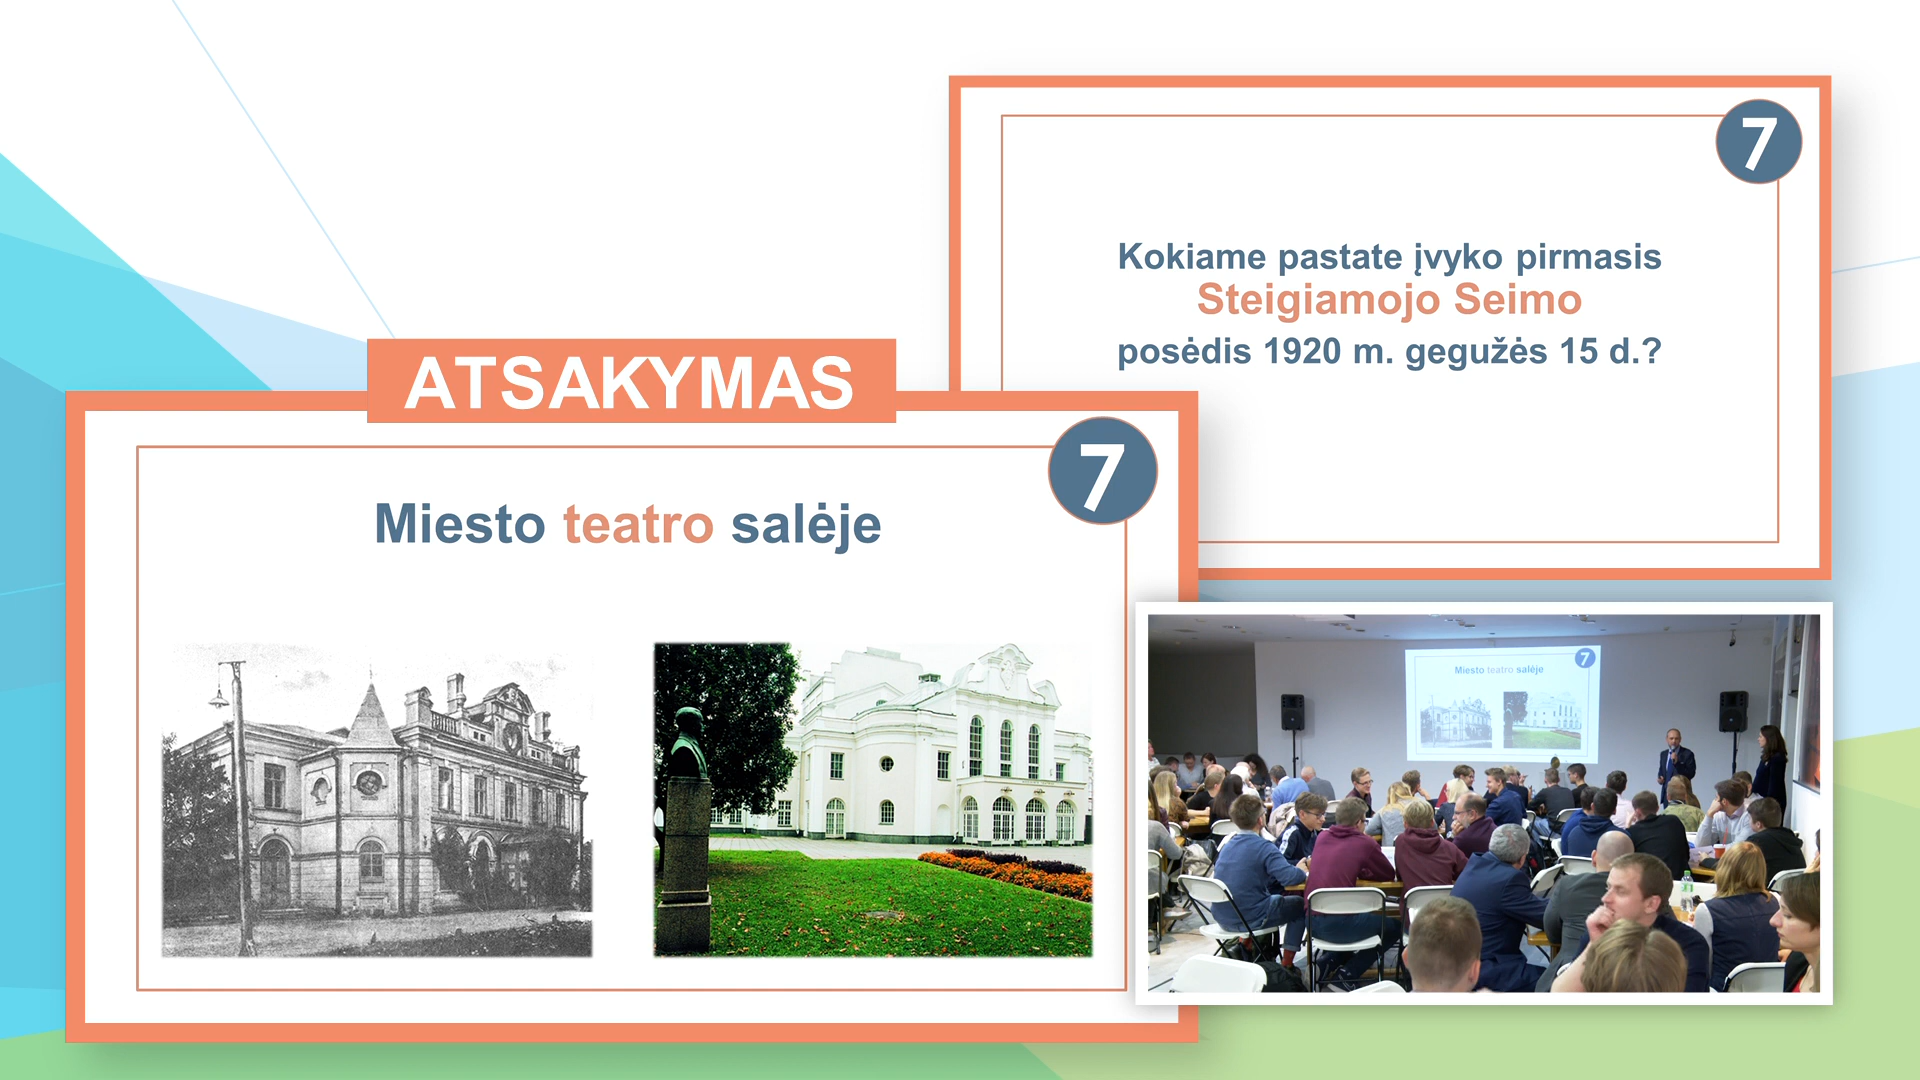 7
Kokiame pastate įvyko pirmasis
Steigiamojo Seimo
posėdis 1920 m. gegužės 15 d.?
ATSAKYMAS
7
Miesto teatro salėje
7
Miesto teatro salėje